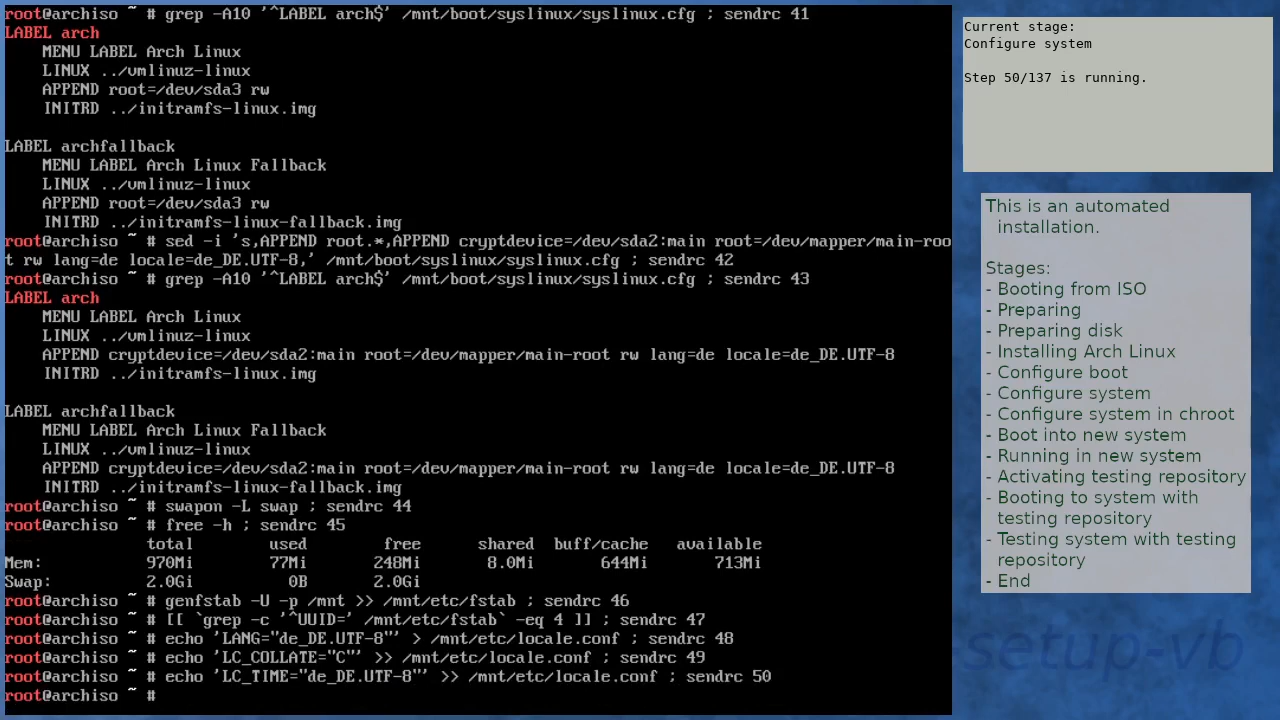 root@archiso ~ # grep -A10 '^LABEL arch$' /mnt/boot/syslinux/syslinux.cfg ; sendrc 41
LABEL arch
MENU LABEL Arch Linux
LINUX ../vmlinuz-linux
APPEND root=/dev/sda3 rw
INITRD ../initramfs-linux.img
LABEL archfallback
MENU LABEL Arch Linux Fallback
LINUX ../vmlinuz-linux
APPEND root=/dev/sda3 rw
INITRD ../initramfs-linux-fallback.img
root@archiso ~ # sed -i 's,APPEND root.*,APPEND cryptdevice=/dev/sda2:main root=/dev/mapper/main-roo
t rw lang=de locale=de_DE.UTF-8,' /mnt/boot/syslinux/syslinux.cfg ; sendrc 42
root@archiso ~ # grep -A10 '^LABEL arch$' /mnt/boot/syslinux/syslinux.cfg ; sendrc 43
LABEL arch
MENU LABEL Arch Linux
LINUX ../vmlinuz-linux
APPEND cryptdevice=/dev/sda2:main root=/dev/mapper/main-root rw lang=de locale=de_DE.UTF-8
INITRD ../initramfs-linux.img
LABEL archfallback
MENU LABEL Arch Linux Fallback
LINUX ../vmlinuz-linux
APPEND cryptdevice=/dev/sda2:main root=/dev/mapper/main-root rw lang=de locale=de_DE.UTF-8
INITRD ../initramfs-linux-fallback.img
root@archiso ~ # swapon -L swap ; sendrc 44
root@archiso ~ # free -h ; sendrc 45
total used free shared buff/cache available
Mem: 970Mi 77Mi 248Mi 8.0Mi 644Mi 713Mi
Swap: 2.0Gi 0B 2.0Gi
root@archiso ~ # genfstab -U -p /mnt >> /mnt/etc/fstab ; sendrc 46
root@archiso ~ # [[ `grep -c '^UUID=' /mnt/etc/fstab` -eq 4 ]] ; sendrc 47
root@archiso ~ # echo 'LANG="de_DE.UTF-8"' > /mnt/etc/locale.conf ; sendrc 48
root@archiso ~ # echo 'LC_COLLATE="C"' >> /mnt/etc/locale.conf ; sendrc 49
root@archiso ~ # echo 'LC_TIME="de_DE.UTF-8"' >> /mnt/etc/locale.conf ; sendrc 50
root@archiso ~ #
Current stage:
Configure system
Step 50/137 is running.
This is an automated
installation.
Stages:
- Booting from ISO
- Preparing
- Preparing disk
- Installing Arch Linux
- Configure boot
- Configure system
- Configure system in chroot
- Boot into new system
- Running in new system
- Activating testing repository
- Booting to system with
testing repository
- Testing system with testing
repository
- End
setup-vb